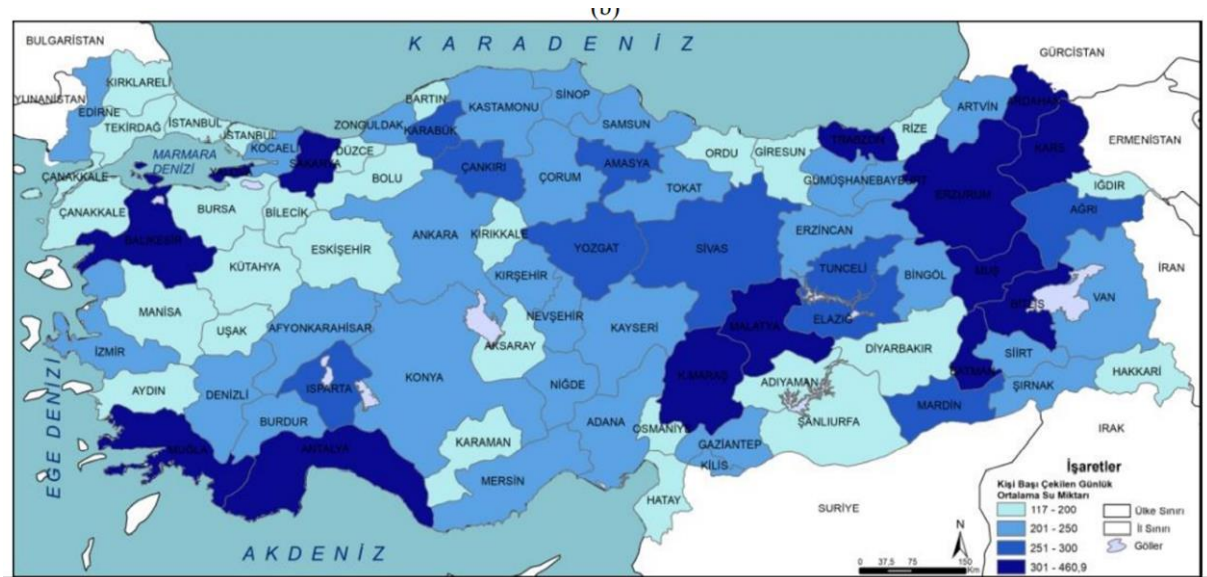 (b)
BULGARİSTAN
KARADENİZ
GÜRCİSTAN
KIRKLARELİ
YUNANİSTAN
EDİRNE
TEKİRDAĞ
İSTANBUL
İSTANBUL
KOCAELİ
SAKARYA
DÜZCE
ZONGULDAK
BARTIN
KARABÜK
KASTAMONU
SİNOP
SAMSUN
ORDU
GİRESUN
TRABZON
RİZE
ARTVİN
ARDAHAN
KARS
ERMENİSTAN
MARMARA
DENİZİ
YALOVA
ÇANAKKALE
ÇANAKKALE
BALIKESİR
BURSA
BİLECİK
BOLU
ÇANKIRI
ÇORUM
AMASYA
TOKAT
GÜMÜŞHANE
BAYBURT
ERZURUM
IĞDIR
AĞRI
KÜTAHYA
ESKİŞEHİR
ANKARA
KIRIKKALE
YOZGAT
SİVAS
ERZİNCAN
TUNCELİ
BİNGÖL
MUŞ
İRAN
KIRŞEHİR
MANİSA
UŞAK
AFYONKARAHİSAR
NEVŞEHİR
KAYSERİ
MALATYA
ELAZIĞ
BİTLİS
VAN
İZMİR
AKSARAY
DİYARBAKIR
SİİRT
EGE DENİZİ
AYDIN
DENİZLİ
ISPARTA
KONYA
NİĞDE
K.MARAŞ
ADIYAMAN
BATMAN
ŞIRNAK
HAKKARİ
BURDUR
MUĞLA
ANTALYA
KARAMAN
ADANA
OSMANİYE
GAZİANTEP
ŞANLIURFA
MARDİN
KİLİS
MERSİN
HATAY
IRAK
SURİYE
AKDENİZ
İşaretler
Kişi Başı Çekilen Günlük
Ortalama Su Miktarı
117 - 200
201 - 250
251 - 300
301 - 460,9
Ülke Sınırı
İl Sınırı
Göller
N
0 37,5 75 150
Km